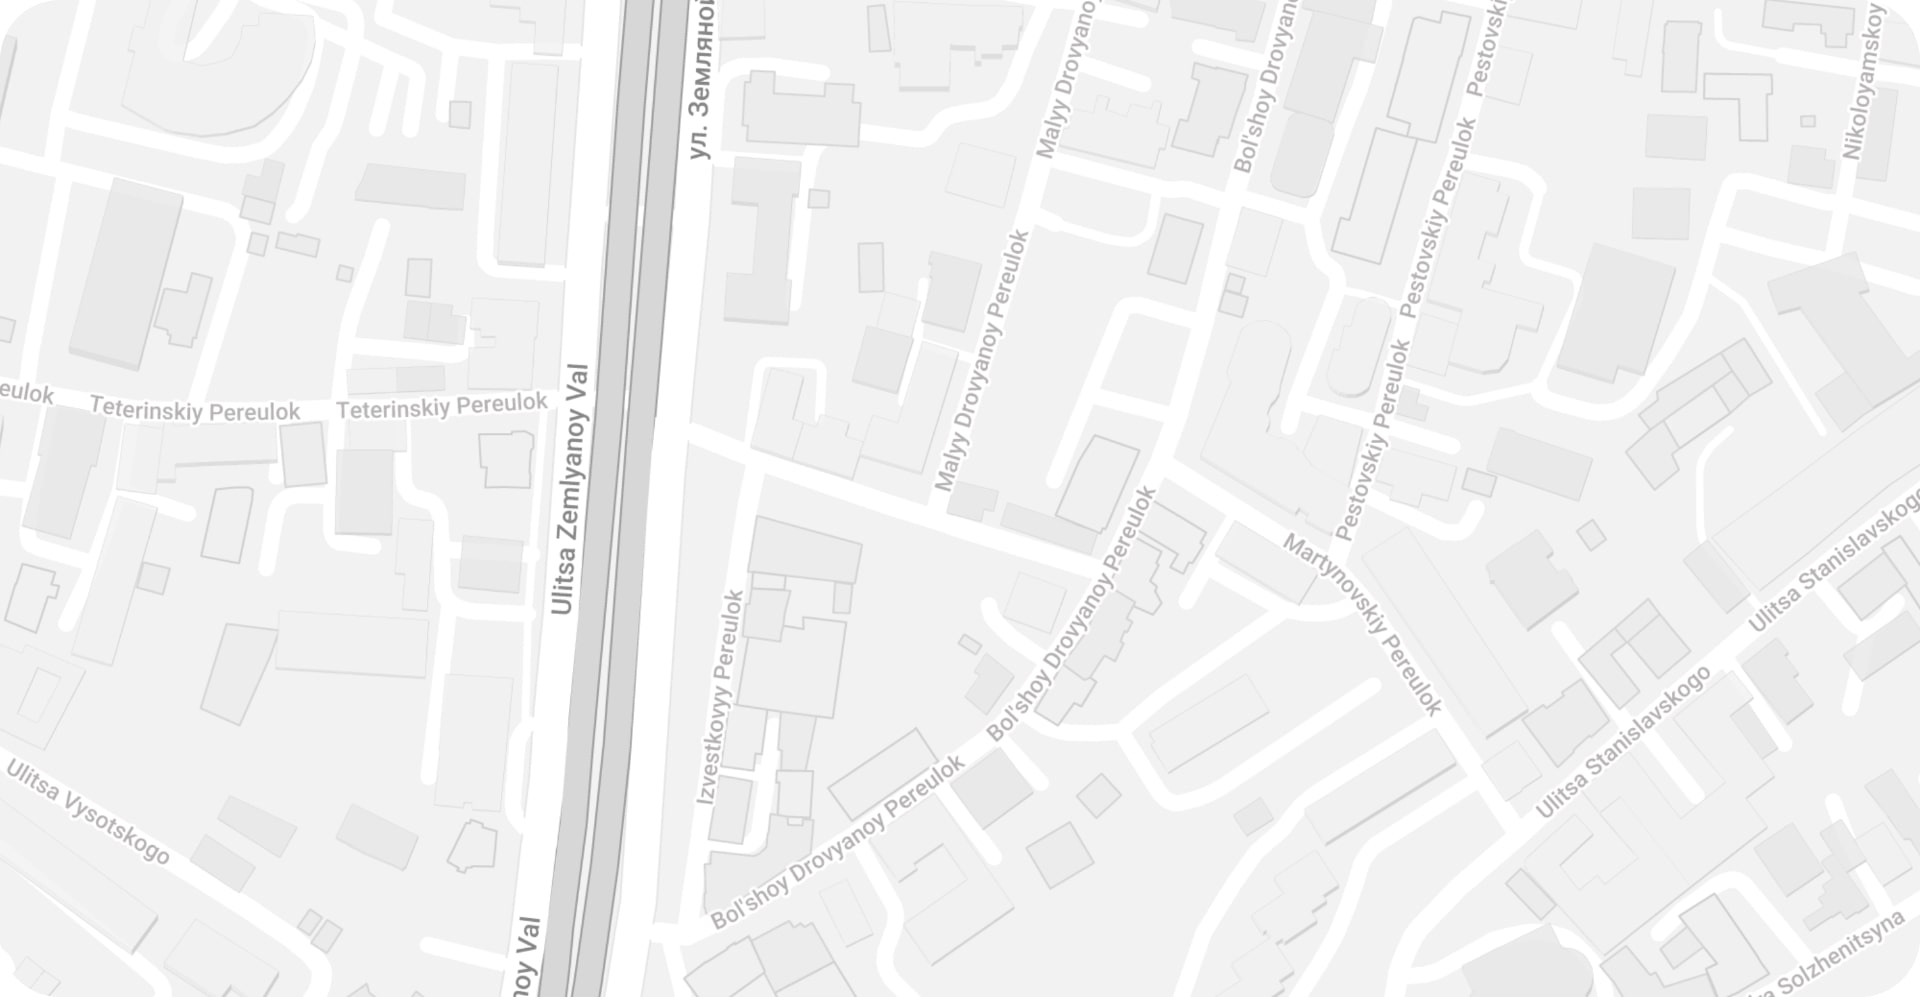 ул. Земляной
Malyy Drovyanoy
Bol'shoy Drovyano
Pestovskiy
Nikoloyamskoy
Pestovskiy Pereulok
Malyy Drovyanoy Pereulok
Pestovskiy Pereulok
eulok
Teterinskiy Pereulok
Teterinskiy Pereulok
Ulitsa Zemlyanoy Val
Bol'shoy Drovyanoy Pereulok
Martynovskiy Pereulok
Izvestkovyy Pereulok
Ulitsa Stanislavskogo
Ulitsa Stanislavskogo
Ulitsa Vysotskogo
Bol'shoy Drovyanoy Pereulok
noy Val
a Solzhenitsyna